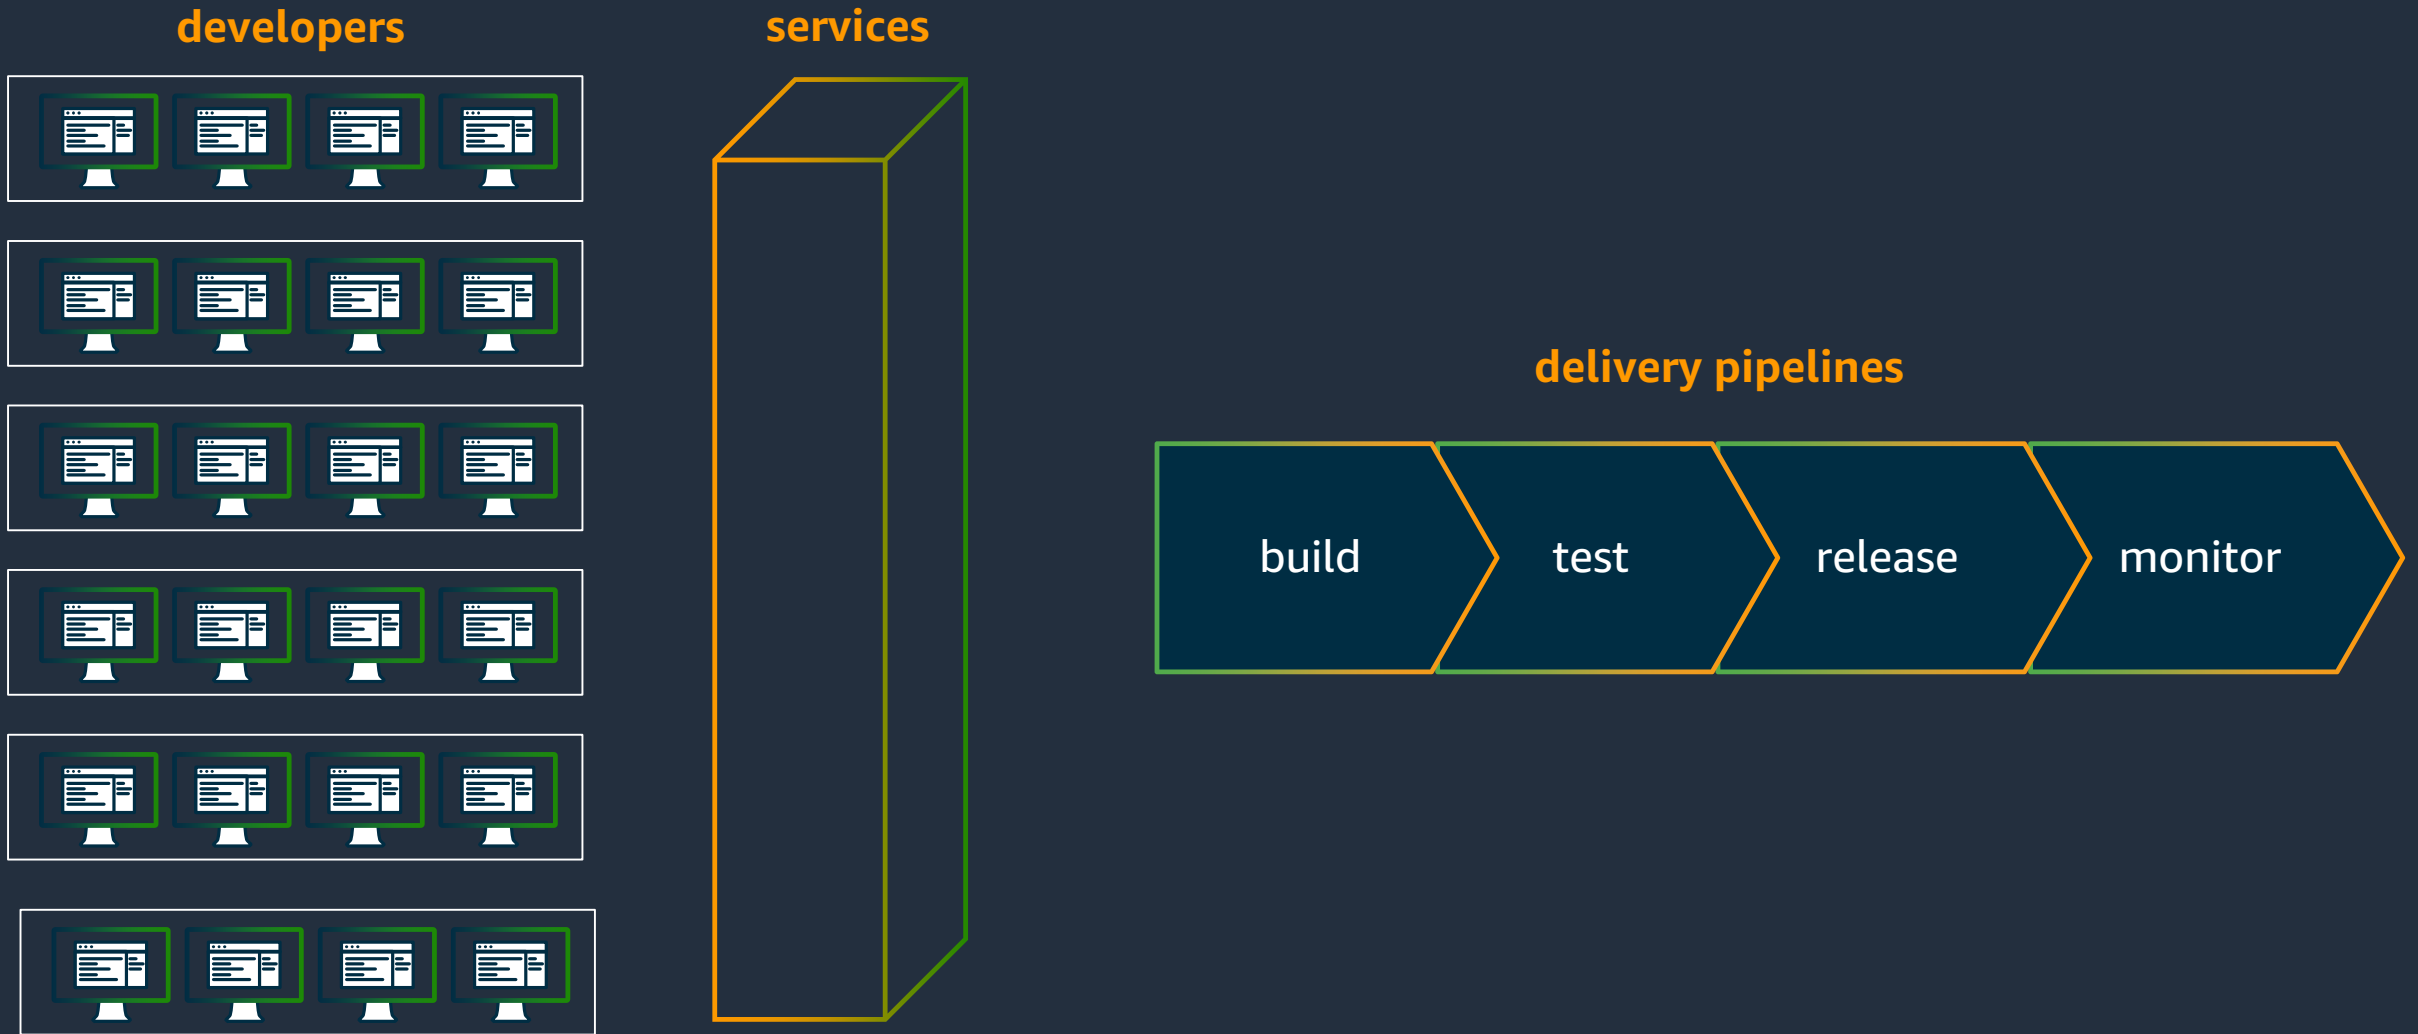 developers
services
delivery pipelines
build
test
release
monitor